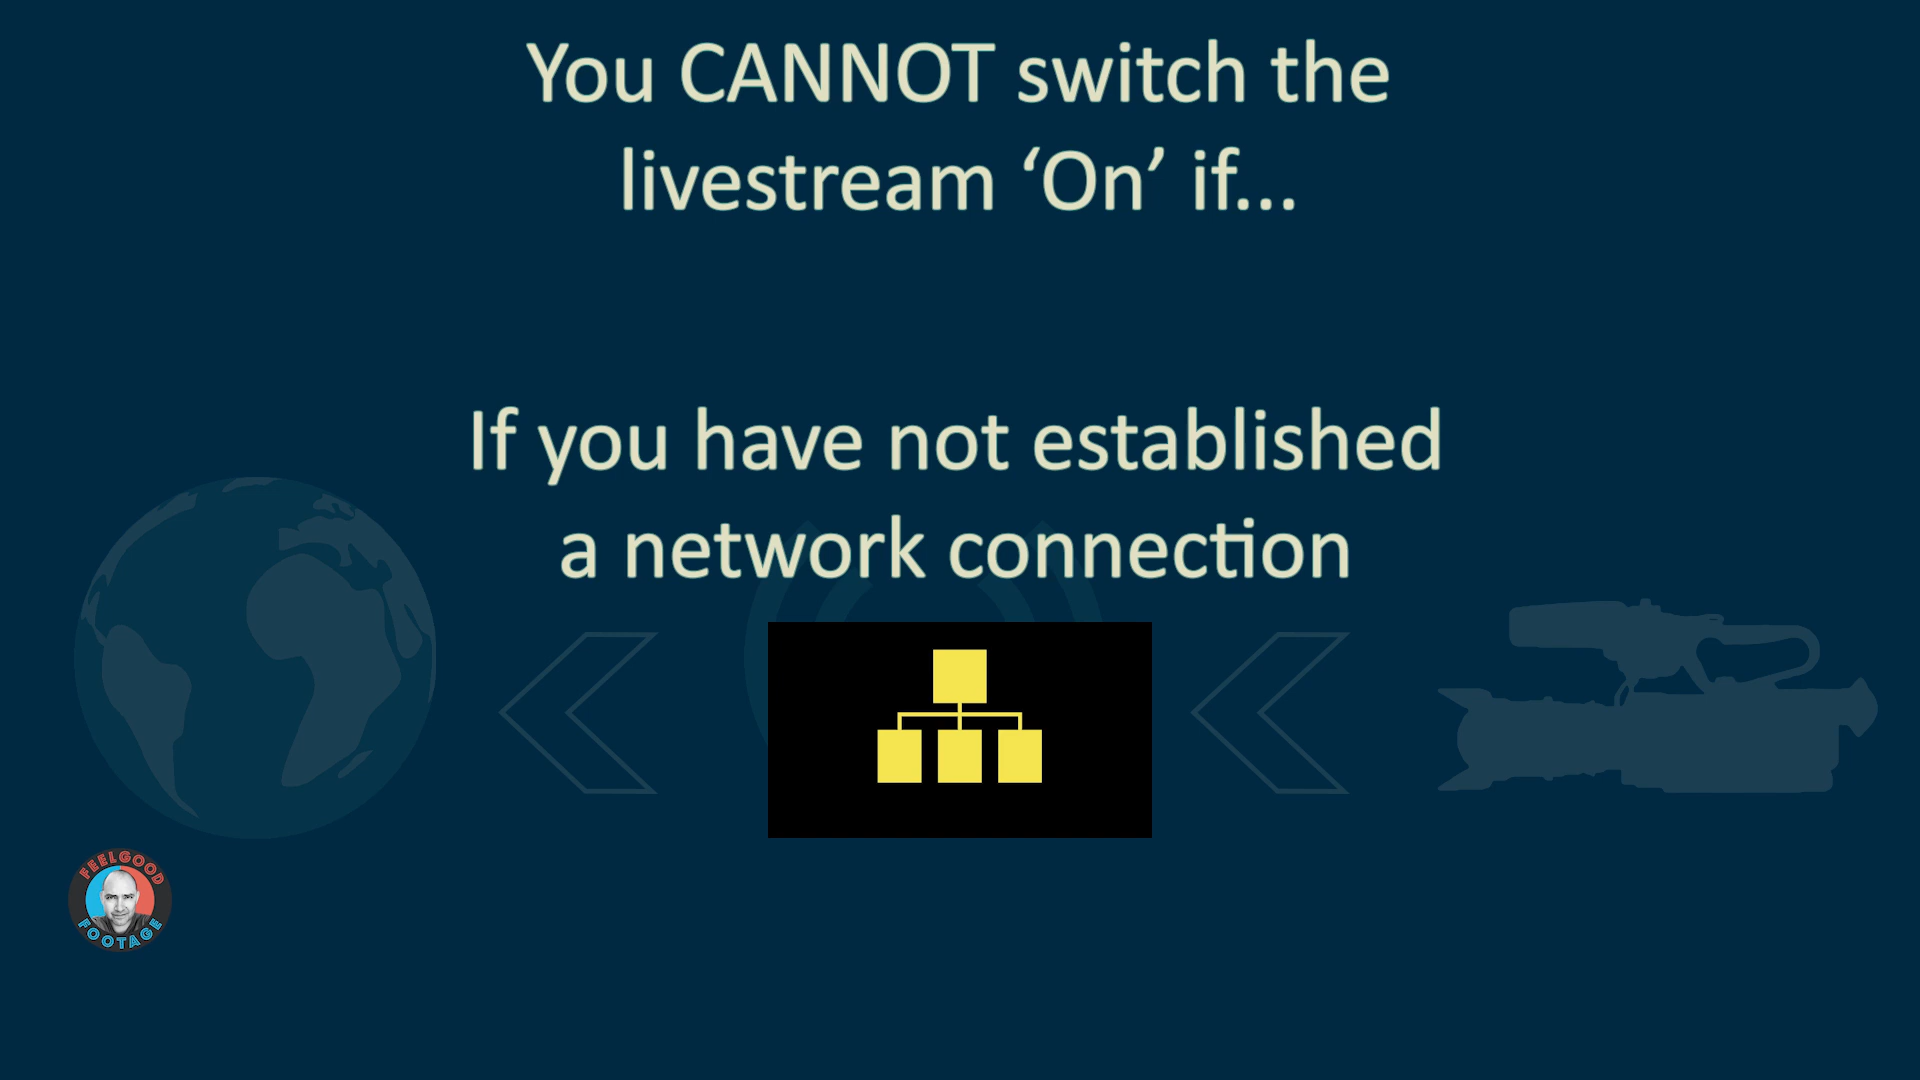 You CANNOT switch the
livestream ‘On’ if...
If you have not established
a network connection
FEELGOOD
FOOTAGE